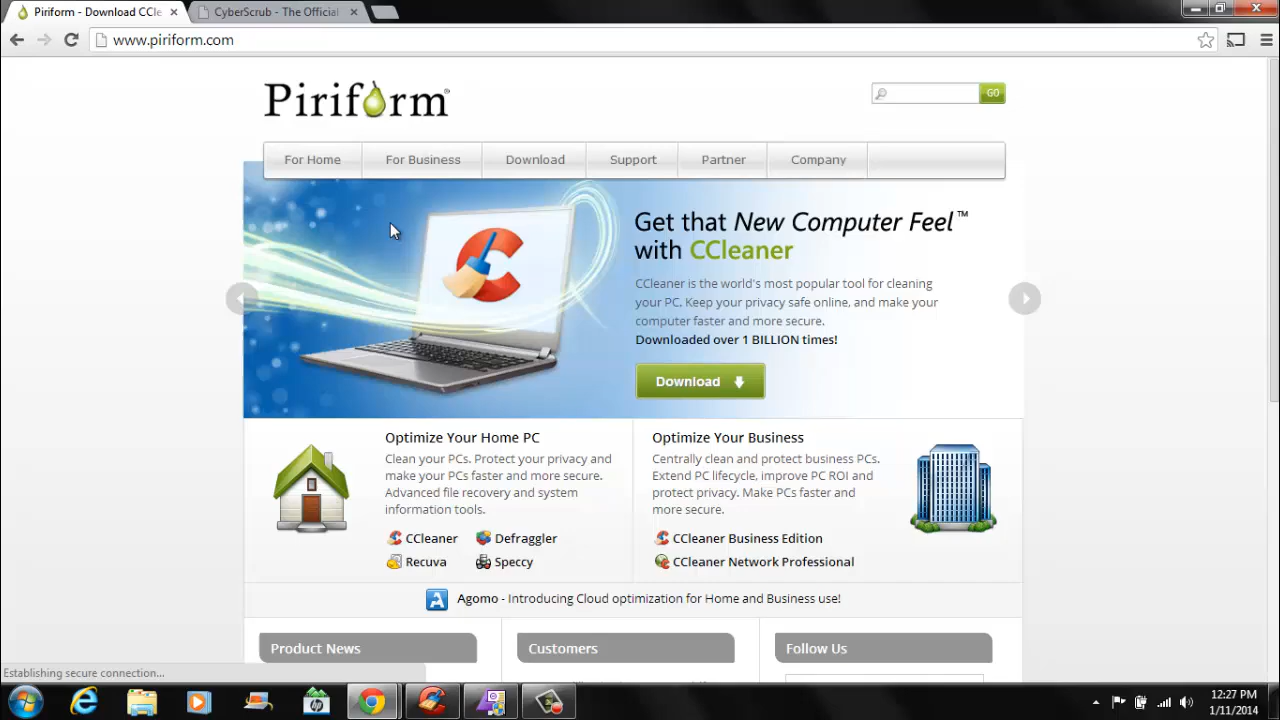 Piriform - Download CCle
CyberScrub - The Official
www.piriform.com
Piriform®
GO
For Home
For Business
Download
Support
Partner
Company
Get that New Computer Feel™
with CCleaner
CCleaner is the world's most popular tool for cleaning
your PC. Keep your privacy safe online, and make your
computer faster and more secure.
Downloaded over 1 BILLION times!
Download
Optimize Your Home PC
Clean your PCs. Protect your privacy and
make your PCs faster and more secure.
Advanced file recovery and system
information tools.
CCleaner
Defraggler
Recuva
Speccy
Optimize Your Business
Centrally clean and protect business PCs.
Extend PC lifecycle, improve PC ROI and
protect privacy. Make PCs faster and
more secure.
CCleaner Business Edition
CCleaner Network Professional
Agomo - Introducing Cloud optimization for Home and Business use!
Product News
Customers
Follow Us
Establishing secure connection...
12:27 PM
1/11/2014